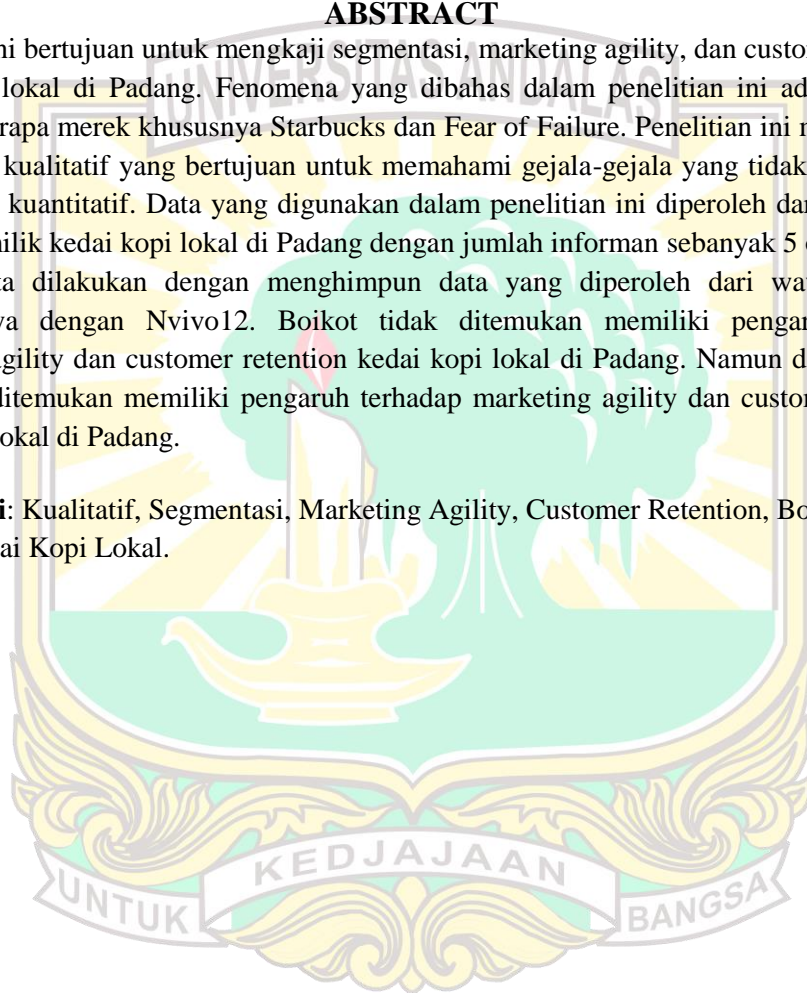 ABSTRACT
ni bertujuan untuk mengkaji segmentasi, marketing agility, dan custo
lokal di Padang. Fenomena yang dibahas dalam penelitian ini ad
rapa merek khususnya Starbucks dan Fear of Failure. Penelitian ini
kualitatif yang bertujuan untuk memahami gejala-gejala yang tidak
kuantitatif. Data yang digunakan dalam penelitian ini diperoleh dar
ilik kedai kopi lokal di Padang dengan jumlah informan sebanyak 5
ta dilakukan dengan menghimpun data yang diperoleh dari wa
ya dengan Nvivo12. Boikot tidak ditemukan memiliki pengar
agility dan customer retention kedai kopi lokal di Padang. Namun d
ditemukan memiliki pengaruh terhadap marketing agility dan custo
okal di Padang.
i: Kualitatif, Segmentasi, Marketing Agility, Customer Retention, Bo
ai Kopi Lokal.
UNIVERSITAS ANDALAS
UNTUK KEDJAJAAN BANGSA